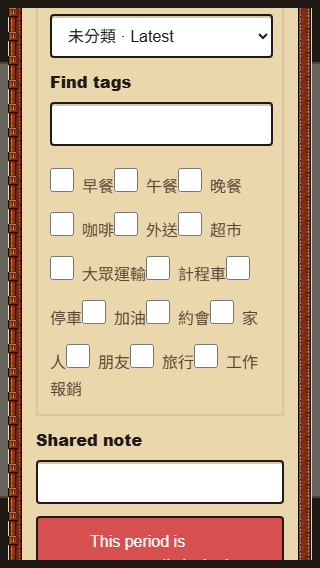 未分類 · Latest
Find tags
早餐 午餐 晚餐
咖啡 外送 超市
大眾運輸 計程車
停車 加油 約會 家
人 朋友 旅行 工作
報銷
Shared note
This period is